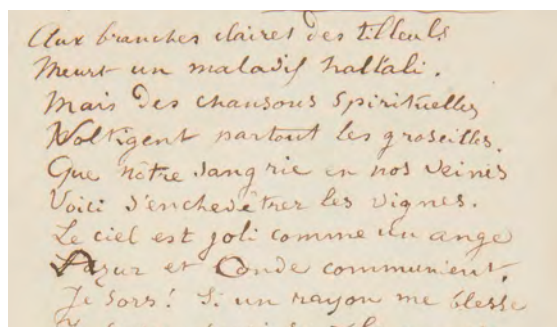 Aux branches claires des tilleuls
Meurt un maladif hallali.
Mais des chansons spirituelles
Voltigent partout les groseilles.
Que nôtre sang rie en nos veines
Voici s'enchevêtrer les vignes.
Le ciel est joli comme un ange
Azur et Onde communient.
Je sors! Si un rayon me blesse